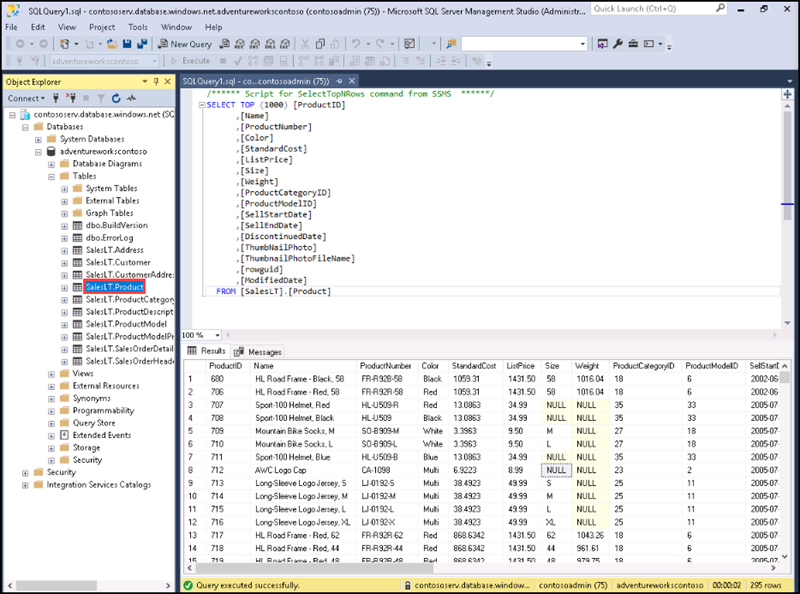 SQLQuery1.sql - contososerv.database.windows.net.adventureworkscontoso (contosoadmin (75)) - Microsoft SQL Server Management Studio (Administr...
Quick Launch (Ctrl+Q)
File Edit View Project Tools Window Help
New Query
adventureworkscontoso Execute
Object Explorer
Connect
contososerv.database.windows.net (SQ
Databases
System Databases
adventureworkscontoso
Database Diagrams
Tables
System Tables
External Tables
Graph Tables
dbo.BuildVersion
dbo.ErrorLog
SalesLT.Address
SalesLT.Customer
SalesLT.CustomerAddre
SalesLT.Product
SalesLT.ProductCategory
SalesLT.ProductDescript
SalesLT.ProductModel
SalesLT.ProductModelPr
SalesLT.SalesOrderDetail
SalesLT.SalesOrderHead
Views
External Resources
Synonyms
Programmability
Query Store
Extended Events
Storage
Security
Security
Integration Services Catalogs
SQLQuery1.sql - co...contosoadmin (75))
/****** Script for SelectTopNRows command from SSMS ******/
SELECT TOP (1000) [ProductID]
,[Name]
,[ProductNumber]
,[Color]
,[StandardCost]
,[ListPrice]
,[Size]
,[Weight]
,[ProductCategoryID]
,[ProductModelID]
,[SellStartDate]
,[SellEndDate]
,[DiscontinuedDate]
,[ThumbNailPhoto]
,[ThumbnailPhotoFileName]
,[rowguid]
,[ModifiedDate]
FROM [SalesLT].[Product]
100 %
Results Messages
ProductID Name ProductNumber Color StandardCost ListPrice Size Weight ProductCategoryID ProductModelID SellStartD
1 680 HL Road Frame - Black, 58 FR-R92B-58 Black 1059.31 1431.50 58 1016.04 18 6 2002-06
2 706 HL Road Frame - Red, 58 FR-R92R-58 Red 1059.31 1431.50 58 1016.04 18 6 2002-06
3 707 Sport-100 Helmet, Red HL-U509-R Red 13.0863 34.99 NULL NULL 35 33 2005-07
4 708 Sport-100 Helmet, Black HL-U509 Black 13.0863 34.99 NULL NULL 35 33 2005-07
5 709 Mountain Bike Socks, M SO-B909-M White 3.3963 9.50 M NULL 27 18 2005-07
6 710 Mountain Bike Socks, L SO-B909-L White 3.3963 9.50 L NULL 27 18 2005-07
7 711 Sport-100 Helmet, Blue HL-U509-B Blue 13.0863 34.99 NULL NULL 35 33 2005-07
8 712 AWC Logo Cap CA-1098 Multi 6.9223 8.99 NULL NULL 23 2 2005-07
9 713 Long-Sleeve Logo Jersey, S LJ-0192-S Multi 38.4923 49.99 S NULL 25 11 2005-07
10 714 Long-Sleeve Logo Jersey, M LJ-0192-M Multi 38.4923 49.99 M NULL 25 11 2005-07
11 715 Long-Sleeve Logo Jersey, L LJ-0192-L Multi 38.4923 49.99 L NULL 25 11 2005-07
12 716 Long-Sleeve Logo Jersey, XL LJ-0192-X Multi 38.4923 49.99 XL NULL 25 11 2005-07
13 717 HL Road Frame - Red, 62 FR-R92R-62 Red 868.6342 1431.50 62 1043.26 18 6 2005-07
14 718 HL Road Frame - Red, 44 FR-R92R-44 Red 868.6342 1431.50 44 961.61 18 6 2005-07
15 719 HL Road Frame - Red, 48 FR-R92R-48 Red 868.6342 1431.50 48 979.75 18 6 2005-07
Query executed successfully. contososerv.database.window... contosoadmin (75) adventureworkscontoso 00:00:02 295 rows